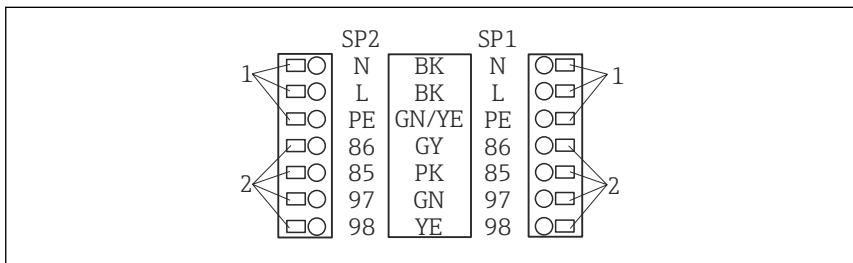 SP2 SP1
N BK N
1 1
L BK L
PE GN/YE PE
86 GY 86
85 PK 85
2 2
97 GN 97
98 YE 98